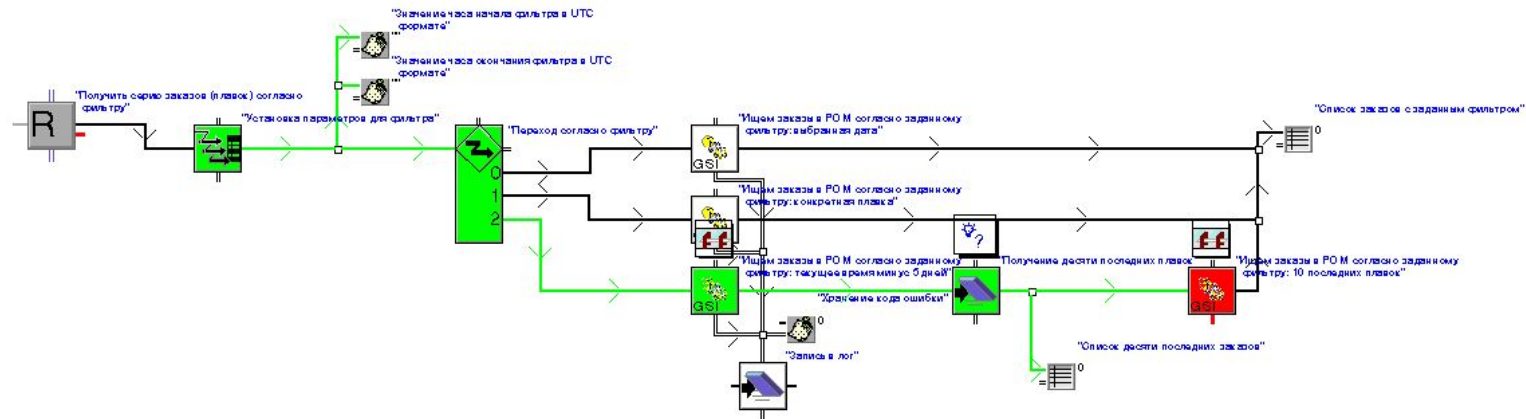 "Значение часа начала фильтра в UTC
формате"
""
=
"Значение часа окончания фильтра в UTC
формате"
""
=
"Получить серию заказов (плавок) согласно
фильтру"
R
"Установка параметров для фильтра"
"Переход согласно фильтру"
=
0
1
2
"Ищем заказы в POM согласно заданному
фильтру: выбранная дата"
GSI
"Ищем заказы в POM согласно заданному
фильтру: конкретная плавка"
"Ищем заказы в POM согласно заданному
фильтру: текущее время минус 5 дней"
GSI
"Список заказов с заданным фильтром"
0
=
?
"Получение десяти последних плавок"
"Ищем заказы в POM согласно заданному
фильтру: 10 последних плавок"
GSI
"Хранение кода ошибки"
0
"Запись в лог"
"Список десяти последних заказов"
0
=